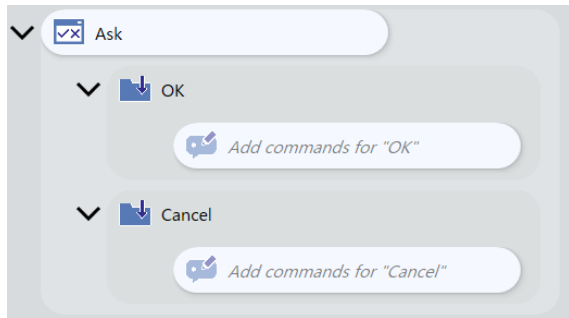 Ask
OK
Add commands for "OK"
Cancel
Add commands for "Cancel"